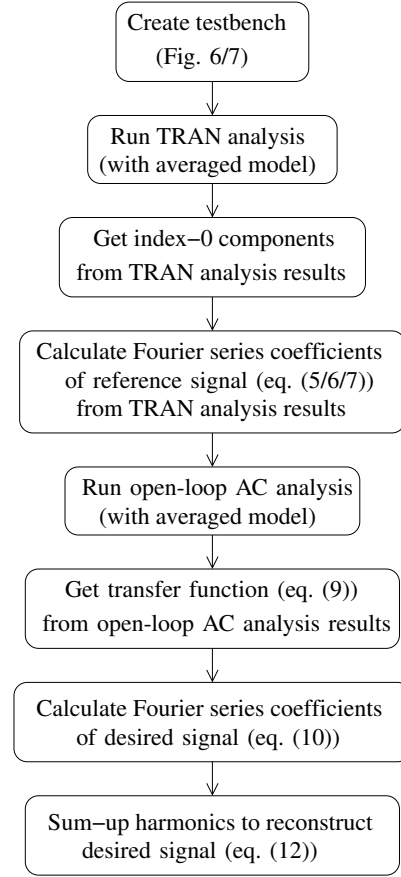 Create testbench
(Fig. 6/7)
Run TRAN analysis
(with averaged model)
Get index−0 components
from TRAN analysis results
Calculate Fourier series coefficients
of reference signal (eq. (5/6/7))
from TRAN analysis results
Run open-loop AC analysis
(with averaged model)
Get transfer function (eq. (9))
from open-loop AC analysis results
Calculate Fourier series coefficients
of desired signal (eq. (10))
Sum−up harmonics to reconstruct
desired signal (eq. (12))